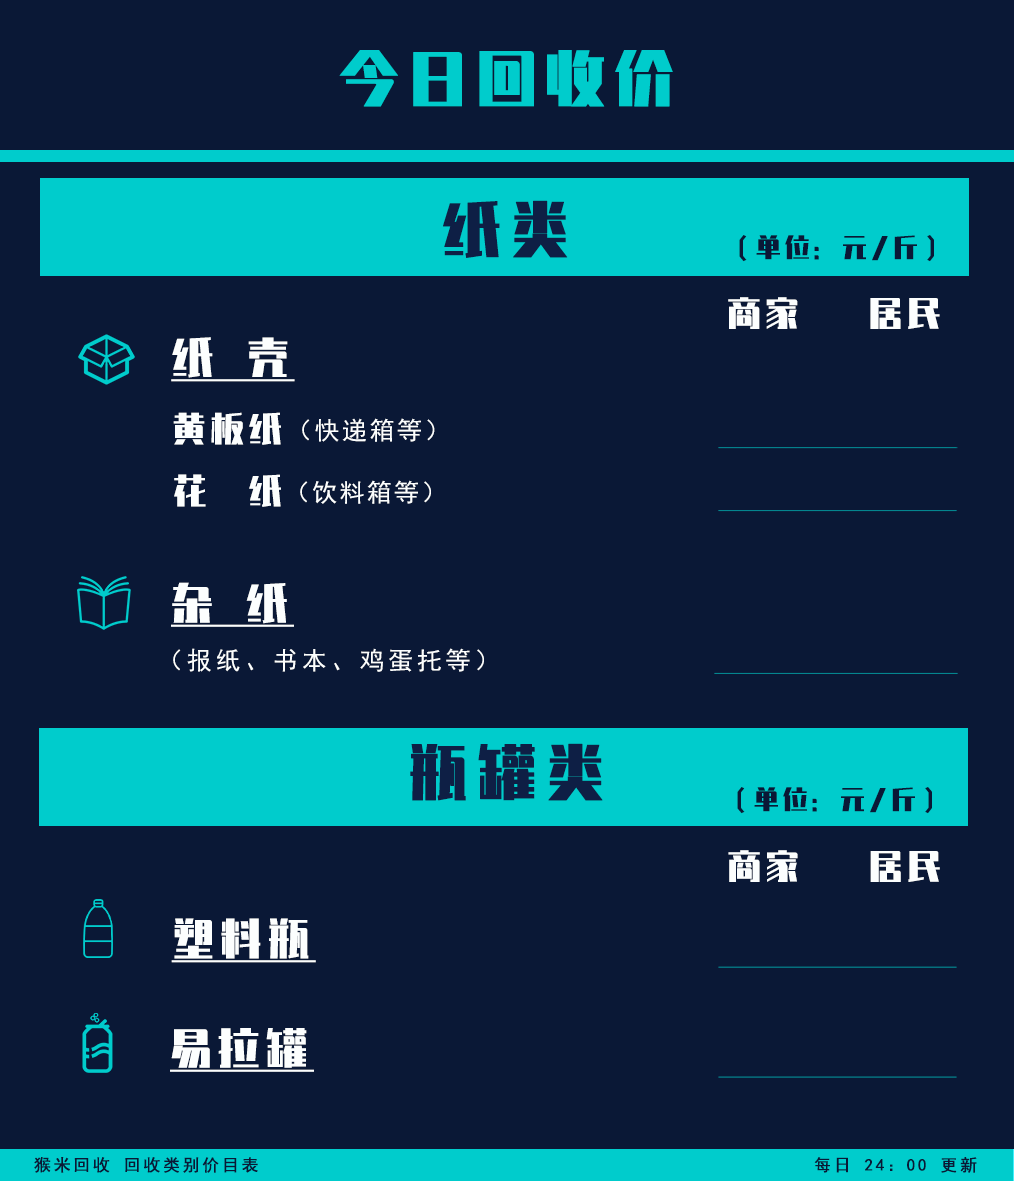 今日回收价
纸类 (单位: 元/斤)
商家 居民
纸 壳
黄板纸（快递箱等）
花 纸（饮料箱等）
杂 纸
（报纸、书本、鸡蛋托等）
瓶罐类 (单位: 元/斤)
商家 居民
塑料瓶
易拉罐
猴米回收 回收类别价目表 每日 24：00 更新